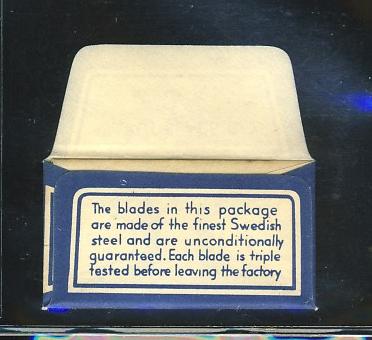 The blades in this package
are made of the finest Swedish
steel and are unconditionally
guaranteed. Each blade is triple
tested before leaving the factory